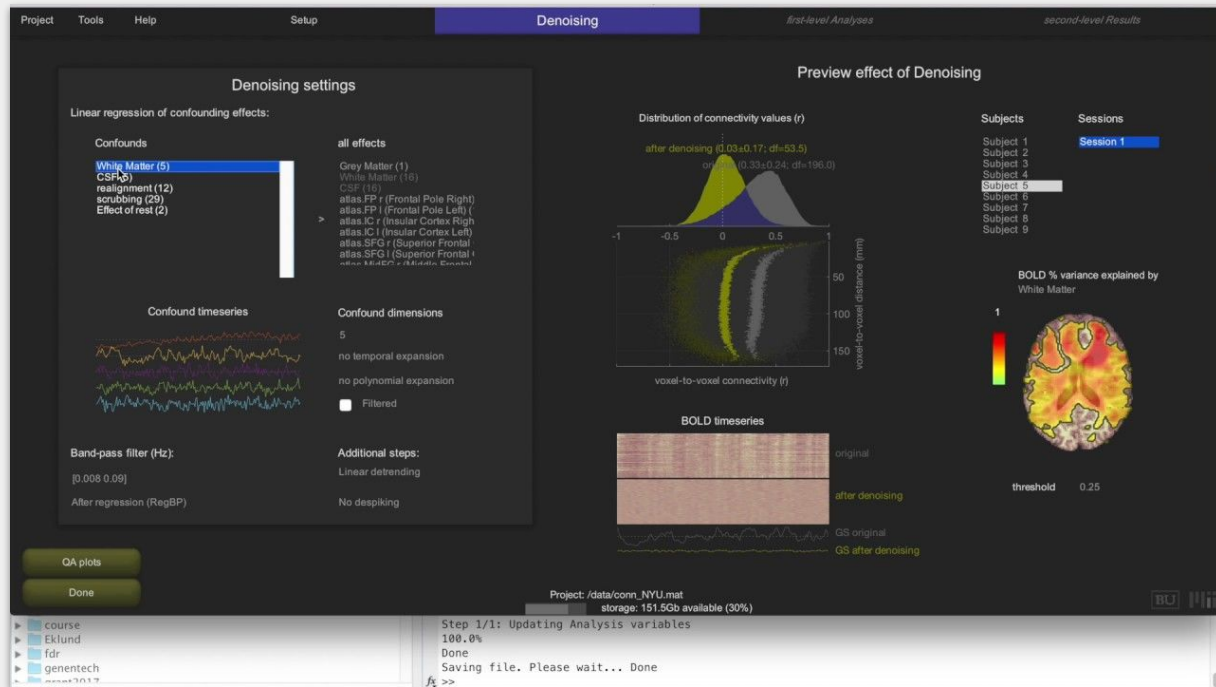 Project Tools Help Setup Denoising first-level Analyses second-level Results
Denoising settings
Linear regression of confounding effects:
Confounds
White Matter (5)
CSF (5)
realignment (12)
scrubbing (29)
Effect of rest (2)
>
all effects
Grey Matter (1)
White Matter (16)
CSF (16)
atlas.FP r (Frontal Pole Right)
atlas.FP l (Frontal Pole Left) (
atlas.IC r (Insular Cortex Righ
atlas.IC l (Insular Cortex Left)
atlas.SFG r (Superior Frontal
atlas.SFG l (Superior Frontal
atlas.MidFG r (Middle Frontal
Confound timeseries
Confound dimensions
5
no temporal expansion
no polynomial expansion
Filtered
Band-pass filter (Hz):
[0.008 0.09]
After regression (RegBP)
Additional steps:
Linear detrending
No despiking
QA plots
Done
Preview effect of Denoising
Distribution of connectivity values (r)
after denoising (0.03±0.17; df=53.5)
original (0.33±0.24; df=196.0)
-1 -0.5 0 0.5 1
50
100
150
voxel-to-voxel distance (mm)
voxel-to-voxel connectivity (r)
BOLD timeseries
original
after denoising
GS original
GS after denoising
Subjects
Subject 1
Subject 2
Subject 3
Subject 4
Subject 5
Subject 6
Subject 7
Subject 8
Subject 9
Sessions
Session 1
BOLD % variance explained by
White Matter
1
threshold 0.25
Project: /data/conn_NYU.mat
storage: 151.5Gb available (30%)
BU
course
Eklund
fdr
genentech
grant2017
Step 1/1: Updating Analysis variables
100.0%
Done
Saving file. Please wait... Done
fx >>